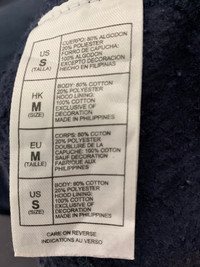 US
S
(TALLA)
CUERPO: 80% ALGODON
20% POLIESTER
FORRO DE CAPUCHA:
100% ALGODON
EXCEPTO DECORACION
HECHO EN FILIPINAS
HK
M
(SIZE)
BODY: 80% COTTON
20% POLYESTER
HOOD LINING:
100% COTTON
EXCLUSIVE OF
DECORATION
MADE IN PHILIPPINES
EU
M
(TAILLE)
CORPS: 80% COTON
20% POLYESTER
DOUBLURE DE LA
CAPUCHE: 100% COTON
SAUF DECORATION
FABRIQUE AUX
PHILIPPINES
US
S
(SIZE)
BODY: 80% COTTON
20% POLYESTER
HOOD LINING:
100% COTTON
EXCLUSIVE OF
DECORATION
MADE IN PHILIPPINES
CARE ON REVERSE
INDICATIONS AU VERSO